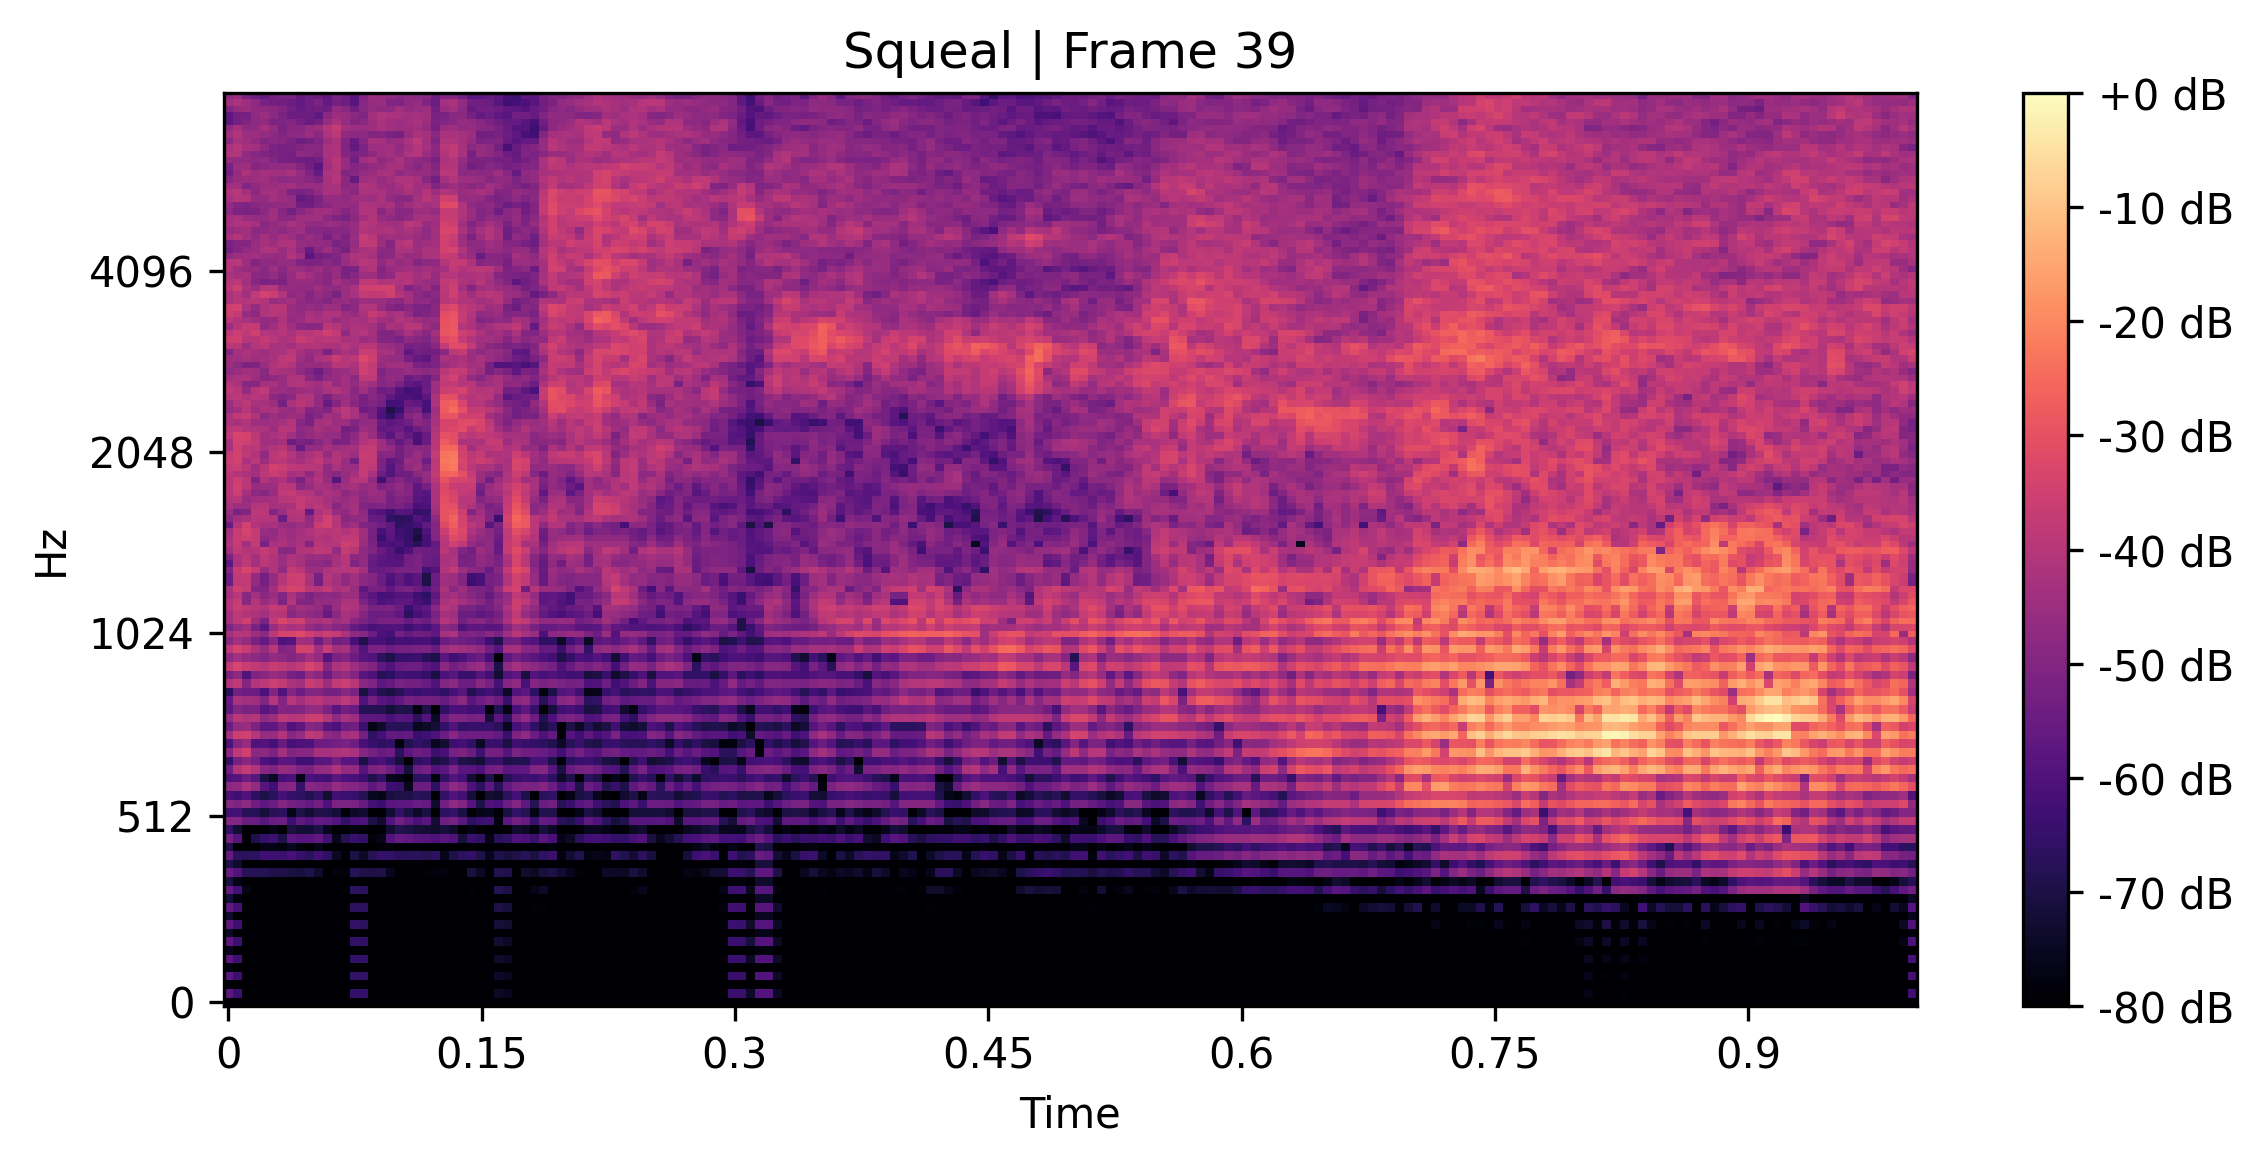 Squeal | Frame 39
+0 dB
-10 dB
-20 dB
-30 dB
-40 dB
-50 dB
-60 dB
-70 dB
-80 dB
4096
2048
1024
512
0
Hz
0 0.15 0.3 0.45 0.6 0.75 0.9
Time